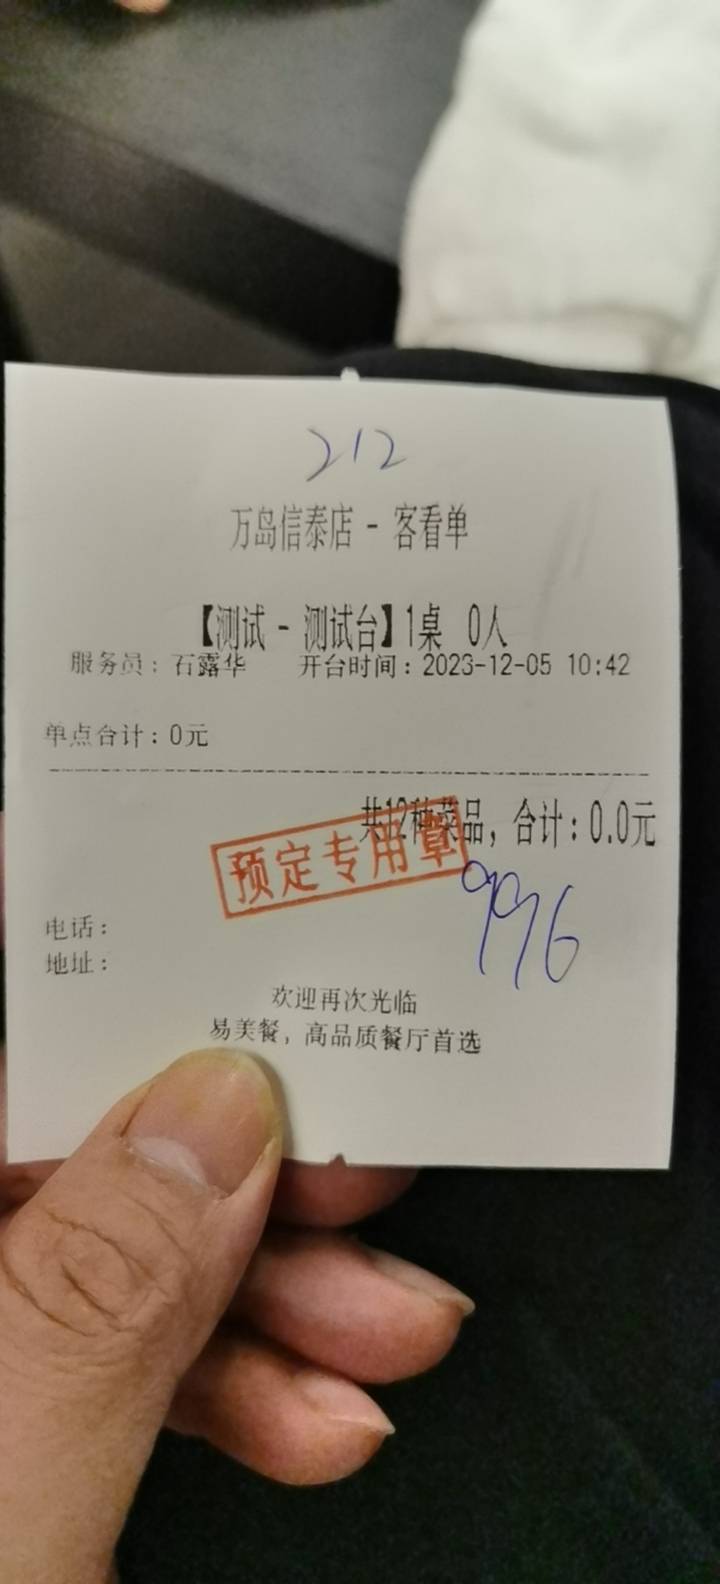 212
万岛信泰店 - 客看单
【测试 - 测试台】1桌 0人
服务员：石露华 开台时间：2023-12-05 10:42
单点合计：0元
共12种菜品，合计：0.0元
预定专用章
996
电话：
地址：
欢迎再次光临
易美餐，高品质餐厅首选